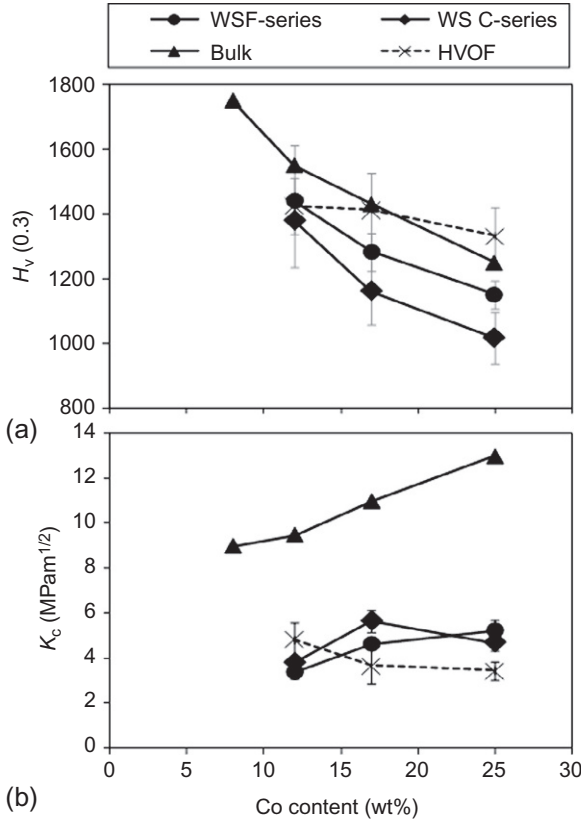 WSF-series WS C-series
Bulk HVOF
1800
1600
1400
1200
1000
800
Hv (0.3)
(a)
14
12
10
8
6
4
2
0
Kc (MPam1/2)
0 5 10 15 20 25 30
(b)
Co content (wt%)